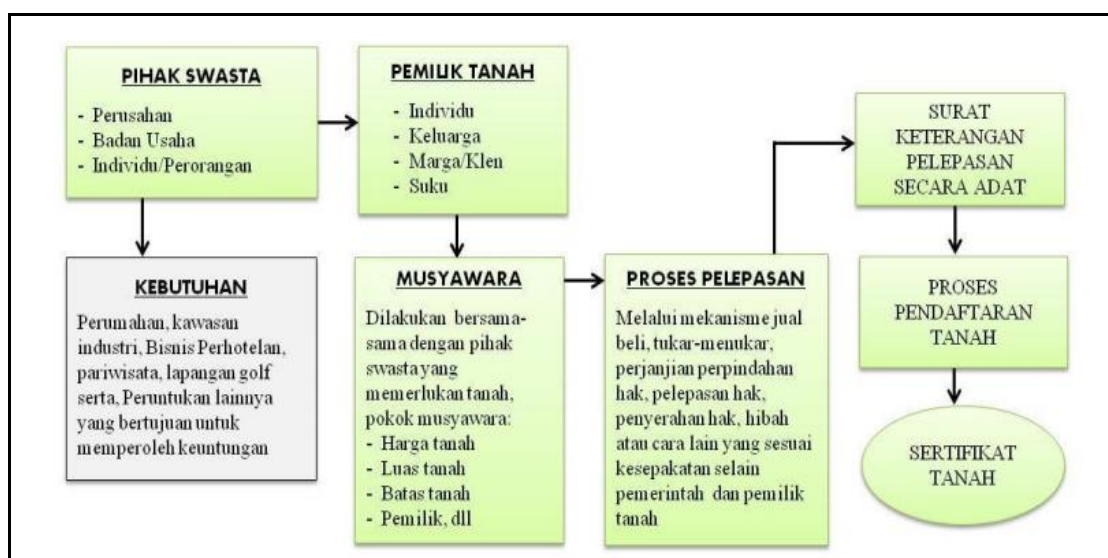 PIHAK SWASTA
- Perusahan
- Badan Usaha
- Individu/Perorangan
KEBUTUHAN
Perumahan, kawasan
industri, Bisnis Perhotelan,
pariwisata, lapangan golf
serta, Peruntukan lainnya
yang bertujuan untuk
memperoleh keuntungan
PEMILIK TANAH
- Individu
- Keluarga
- Marga/Klen
- Suku
MUSYAWARA
Dilakukan bersama-
sama dengan pihak
swasta yang
memerlukan tanah,
pokok musyawara:
- Harga tanah
- Luas tanah
- Batas tanah
- Pemilik, dll
PROSES PELEPASAN
Melalui mekanisme jual
beli, tukar-menukar,
perjanjian perpindahan
hak, pelepasan hak,
penyerahan hak, hibah
atau cara lain yang sesuai
kesepakatan selain
pemerintah dan pemilik
tanah
SURAT
KETERANGAN
PELEPASAN
SECARA ADAT
PROSES
PENDAFTARAN
TANAH
SERTIFIKAT
TANAH